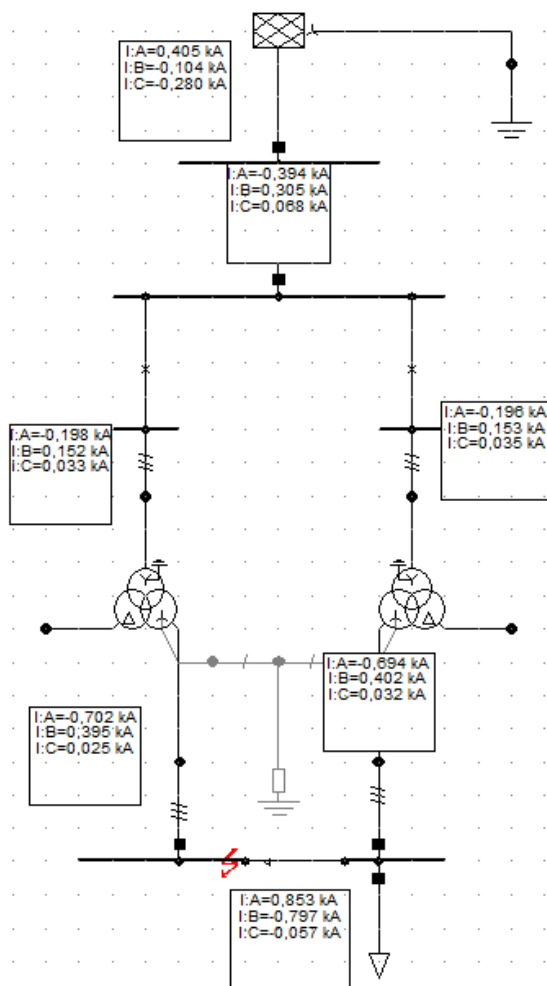 I:A=0,405 kA
I:B=-0,104 kA
I:C=-0,280 kA
I:A=-0,394 kA
I:B=0,305 kA
I:C=0,068 kA
I:A=-0,198 kA
I:B=0,152 kA
I:C=0,033 kA
I:A=-0,196 kA
I:B=0,153 kA
I:C=0,035 kA
I:A=-0,694 kA
I:B=0,402 kA
I:C=0,032 kA
I:A=-0,702 kA
I:B=0,395 kA
I:C=0,025 kA
I:A=0,853 kA
I:B=-0,797 kA
I:C=-0,057 kA